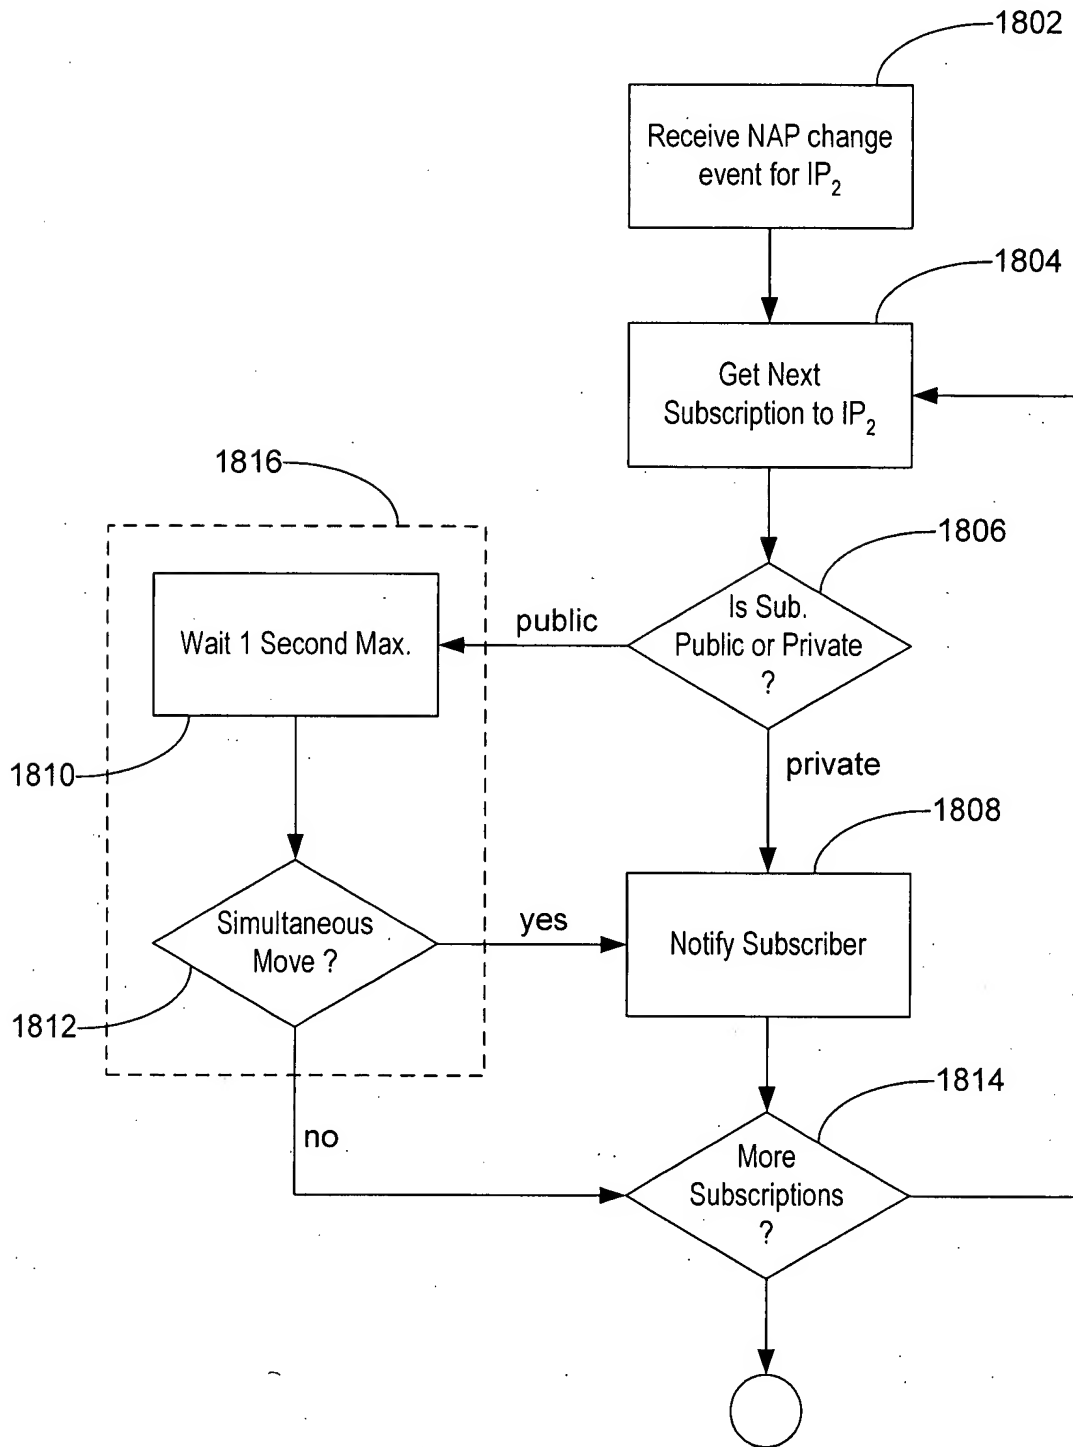 1802
Receive NAP change
event for IP₂
1804
Get Next
Subscription to IP₂
1816
1806
Is Sub.
Public or Private
?
public
Wait 1 Second Max.
1810
private
1808
Simultaneous
Move ?
yes
Notify Subscriber
1812
1814
no
More
Subscriptions
?